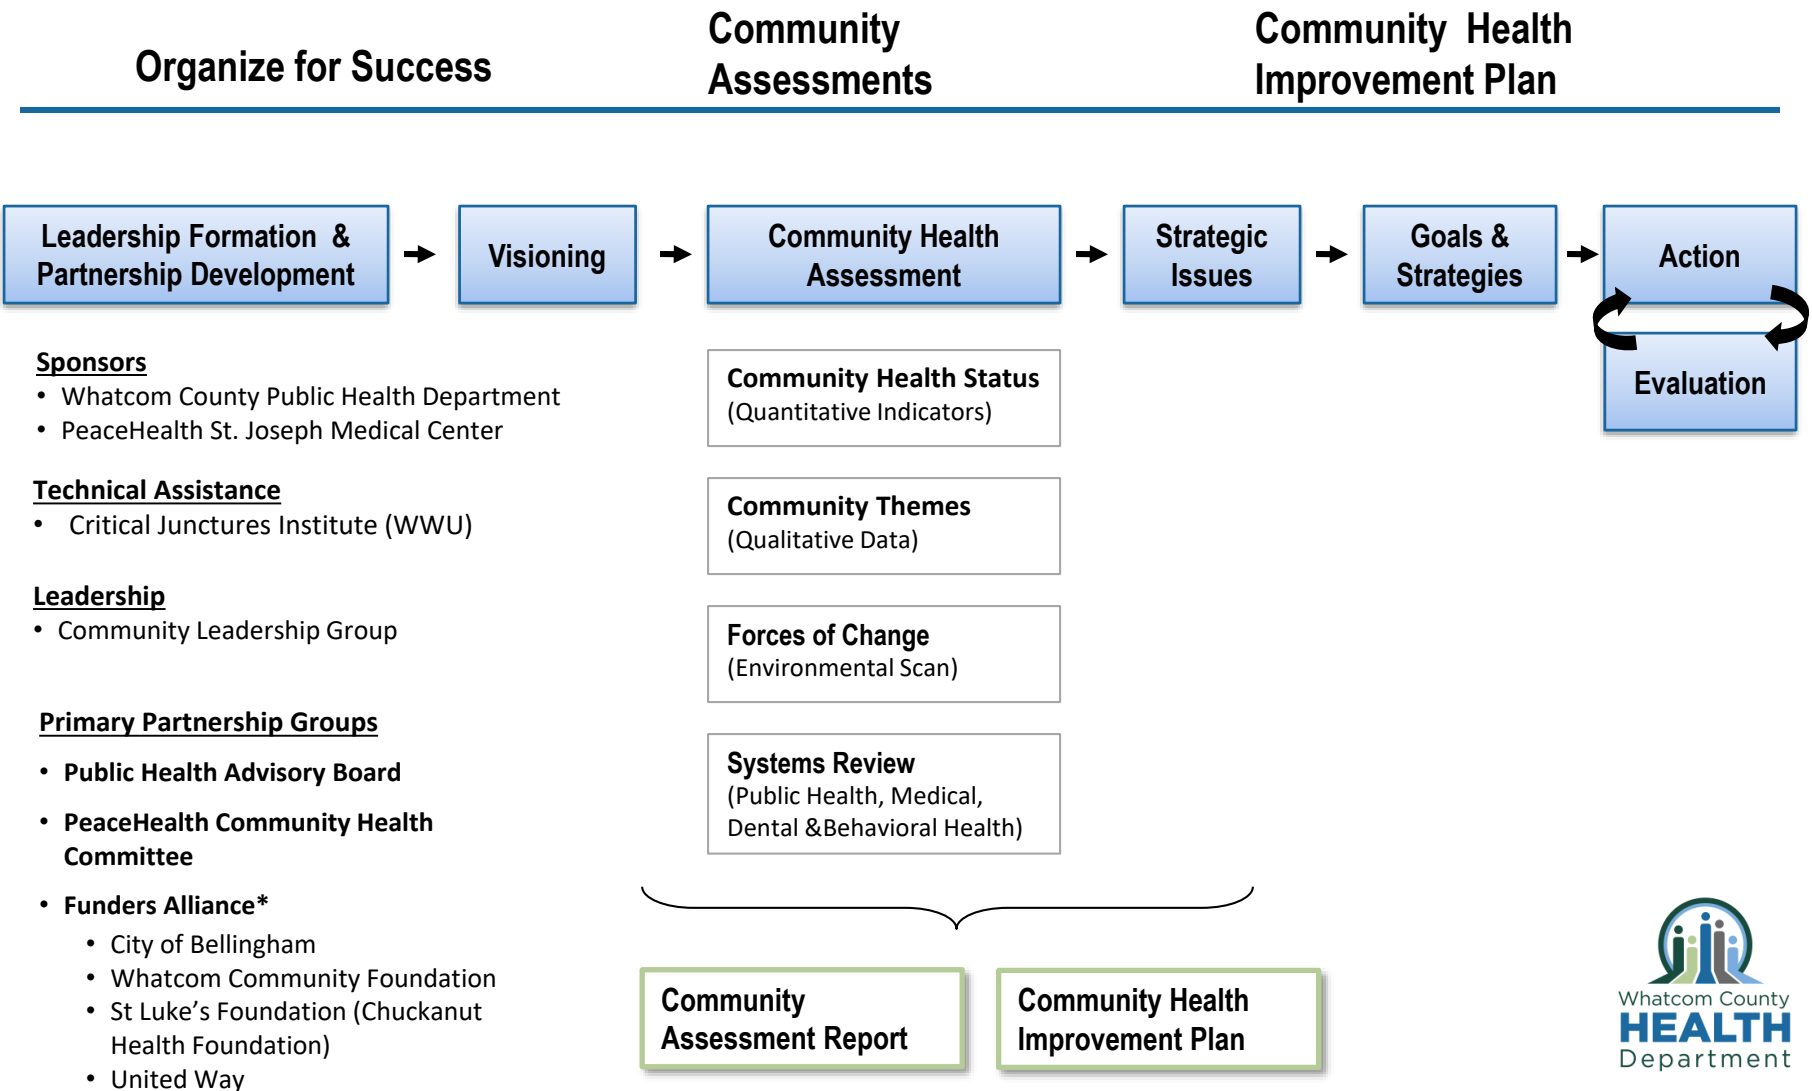 Organize for Success
Community
Assessments
Community Health
Improvement Plan
Leadership Formation &
Partnership Development
Visioning
Community Health
Assessment
Strategic
Issues
Goals &
Strategies
Action
Evaluation
Sponsors
• Whatcom County Public Health Department
• PeaceHealth St. Joseph Medical Center
Technical Assistance
• Critical Junctures Institute (WWU)
Leadership
• Community Leadership Group
Primary Partnership Groups
• Public Health Advisory Board
• PeaceHealth Community Health
Committee
• Funders Alliance*
• City of Bellingham
• Whatcom Community Foundation
• St Luke’s Foundation (Chuckanut
Health Foundation)
• United Way
Community Health Status
(Quantitative Indicators)
Community Themes
(Qualitative Data)
Forces of Change
(Environmental Scan)
Systems Review
(Public Health, Medical,
Dental &Behavioral Health)
Community
Assessment Report
Community Health
Improvement Plan
Whatcom County
HEALTH
Department